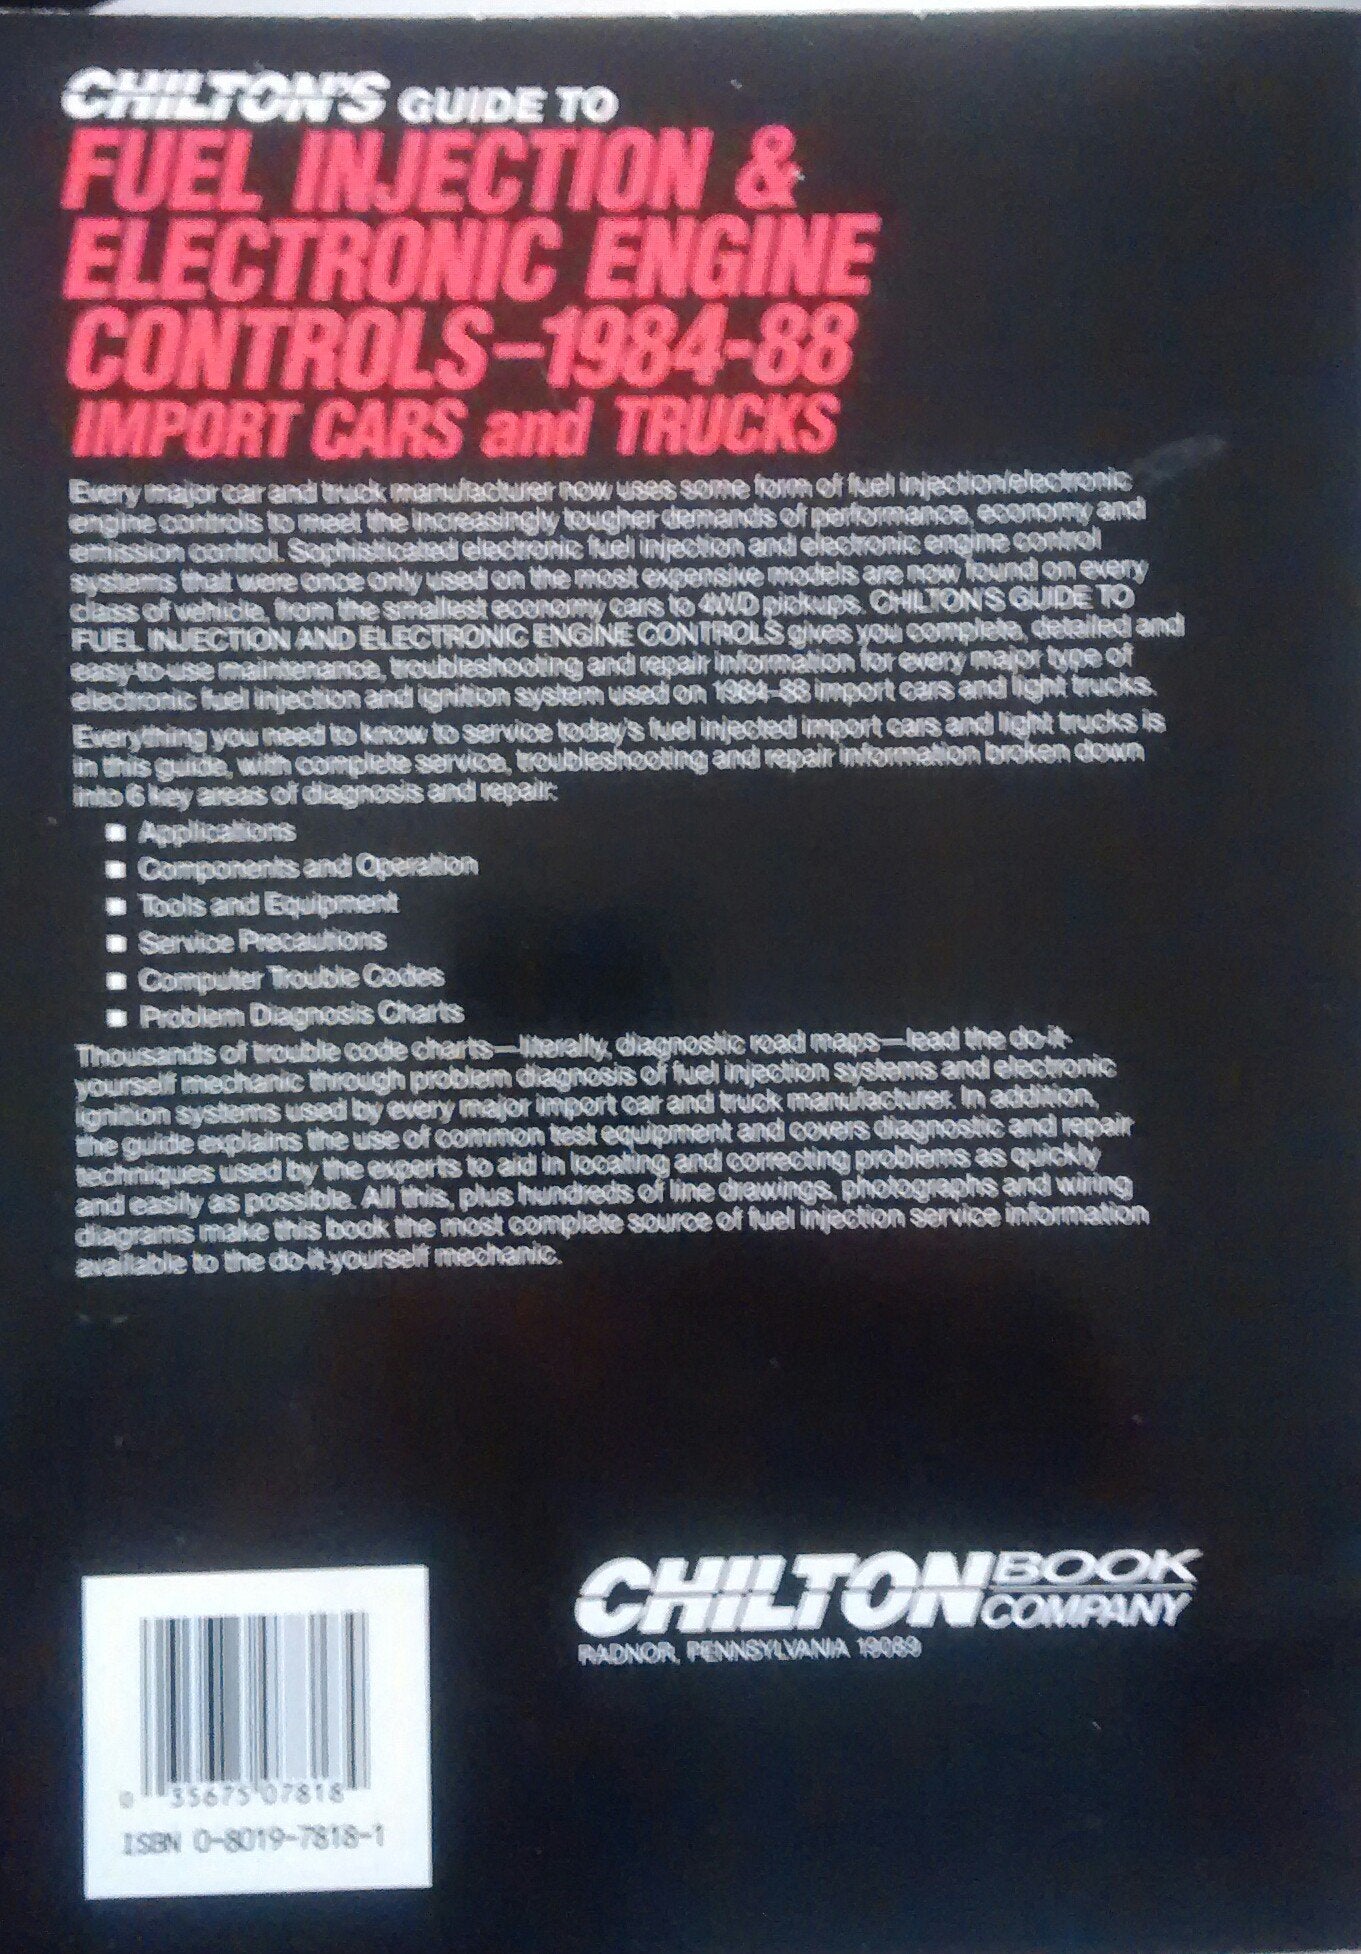 CHILTON'S GUIDE TO
FUEL INJECTION &
ELECTRONIC ENGINE
CONTROLS—1984-88
IMPORT CARS and TRUCKS
Every major car and truck manufacturer now uses some form of fuel injection/electronic
engine controls to meet the increasingly tougher demands of performance, economy and
emission control. Sophisticated electronic fuel injection and electronic engine control
systems that were once only used on the most expensive models are now found on every
class of vehicle, from the smallest economy cars to 4WD pickups. CHILTON'S GUIDE TO
FUEL INJECTION AND ELECTRONIC ENGINE CONTROLS gives you complete, detailed and
easy-to-use maintenance, troubleshooting and repair information for every major type of
electronic fuel injection and ignition system used on 1984–88 import cars and light trucks.
Everything you need to know to service today's fuel injected import cars and light trucks is
in this guide, with complete service, troubleshooting and repair information broken down
into 6 key areas of diagnosis and repair:
■ Applications
■ Components and Operation
■ Tools and Equipment
■ Service Precautions
■ Computer Trouble Codes
■ Problem Diagnosis Charts
Thousands of trouble code charts—literally, diagnostic road maps—lead the do-it-
yourself mechanic through problem diagnosis of fuel injection systems and electronic
ignition systems used by every major import car and truck manufacturer. In addition,
the guide explains the use of common test equipment and covers diagnostic and repair
techniques used by the experts to aid in locating and correcting problems as quickly
and easily as possible. All this, plus hundreds of line drawings, photographs and wiring
diagrams make this book the most complete source of fuel injection service information
available to the do-it-yourself mechanic.
CHILTON BOOK
COMPANY
RADNOR, PENNSYLVANIA 19089
0 35675 07818
ISBN 0-8019-7818-1